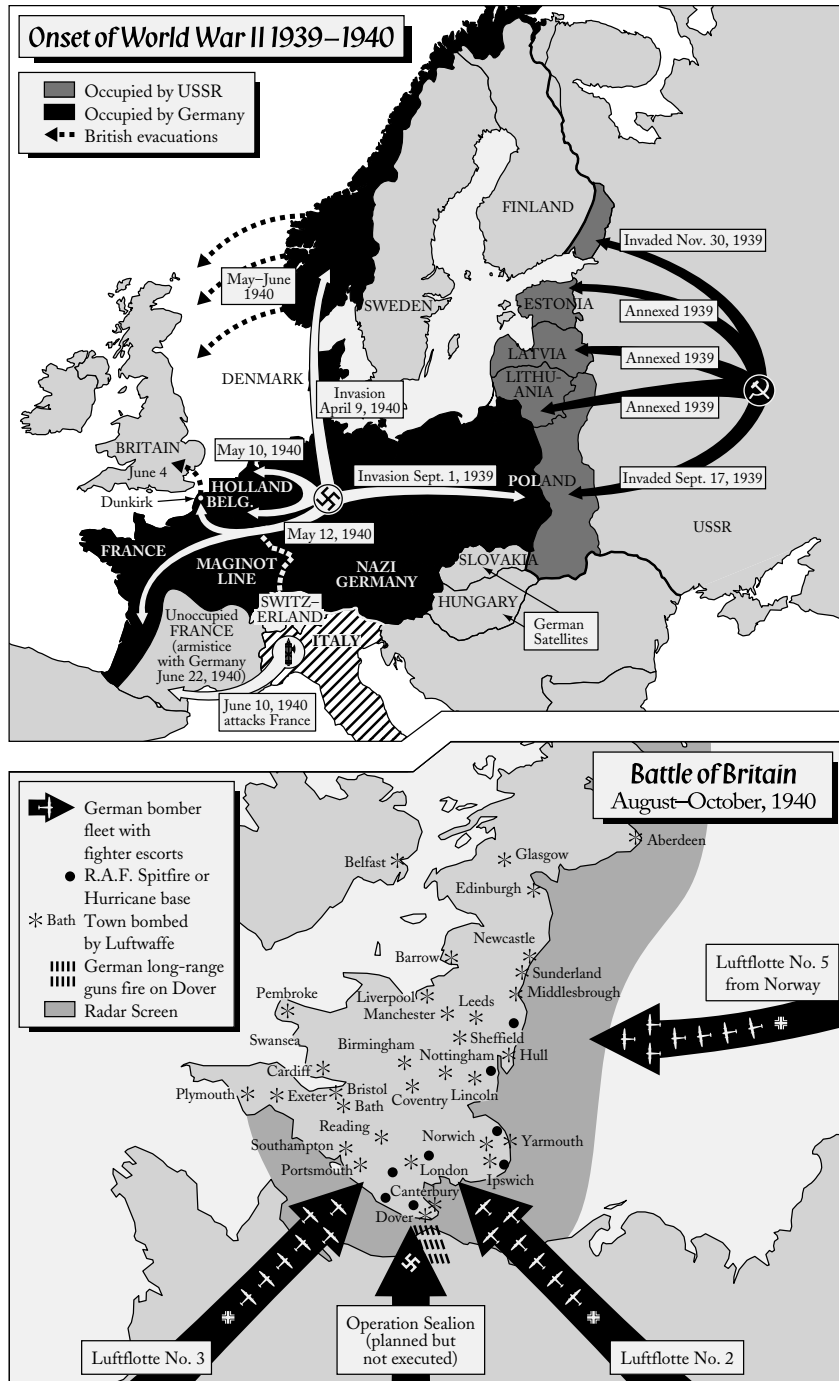 Onset of World War II 1939–1940
Occupied by USSR
Occupied by Germany
British evacuations
FINLAND
Invaded Nov. 30, 1939
May–June
1940
SWEDEN
ESTONIA
Annexed 1939
LATVIA
Annexed 1939
LITHU-
ANIA
Annexed 1939
DENMARK
Invasion
April 9, 1940
BRITAIN
June 4
May 10, 1940
HOLLAND
BELG.
Dunkirk
Invasion Sept. 1, 1939
POLAND
Invaded Sept. 17, 1939
USSR
May 12, 1940
FRANCE
MAGINOT
LINE
NAZI
GERMANY
SLOVAKIA
HUNGARY
German
Satellites
SWITZ-
ERLAND
ITALY
Unoccupied
FRANCE
(armistice
with Germany
June 22, 1940)
June 10, 1940
attacks France
Battle of Britain
August–October, 1940
German bomber
fleet with
fighter escorts
R.A.F. Spitfire or
Hurricane base
Bath Town bombed
by Luftwaffe
German long-range
guns fire on Dover
Radar Screen
Belfast
Glasgow
Aberdeen
Edinburgh
Newcastle
Barrow
Sunderland
Middlesbrough
Luftflotte No. 5
from Norway
Pembroke
Liverpool
Manchester
Leeds
Swansea
Birmingham
Sheffield
Nottingham
Hull
Cardiff
Plymouth
Exeter
Bristol
Bath
Coventry
Lincoln
Reading
Norwich
Yarmouth
Southampton
Portsmouth
London
Ipswich
Canterbury
Dover
Luftflotte No. 3
Operation Sealion
(planned but
not executed)
Luftflotte No. 2